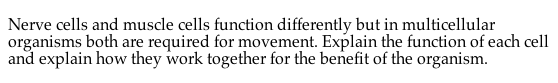 Nerve cells and muscle cells function differently but in multicellular
organisms both are required for movement. Explain the function of each cell
and explain how they work together for the benefit of the organism.